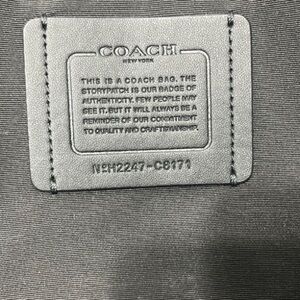 COACH
NEW YORK
THIS IS A COACH BAG. THE
STORYPATCH IS OUR BADGE OF
AUTHENTICITY. FEW PEOPLE MAY
SEE IT. BUT IT WILL ALWAYS BE A
REMINDER OF OUR COMMITMENT
TO QUALITY AND CRAFTSMANSHIP.
NºH2247-C8171